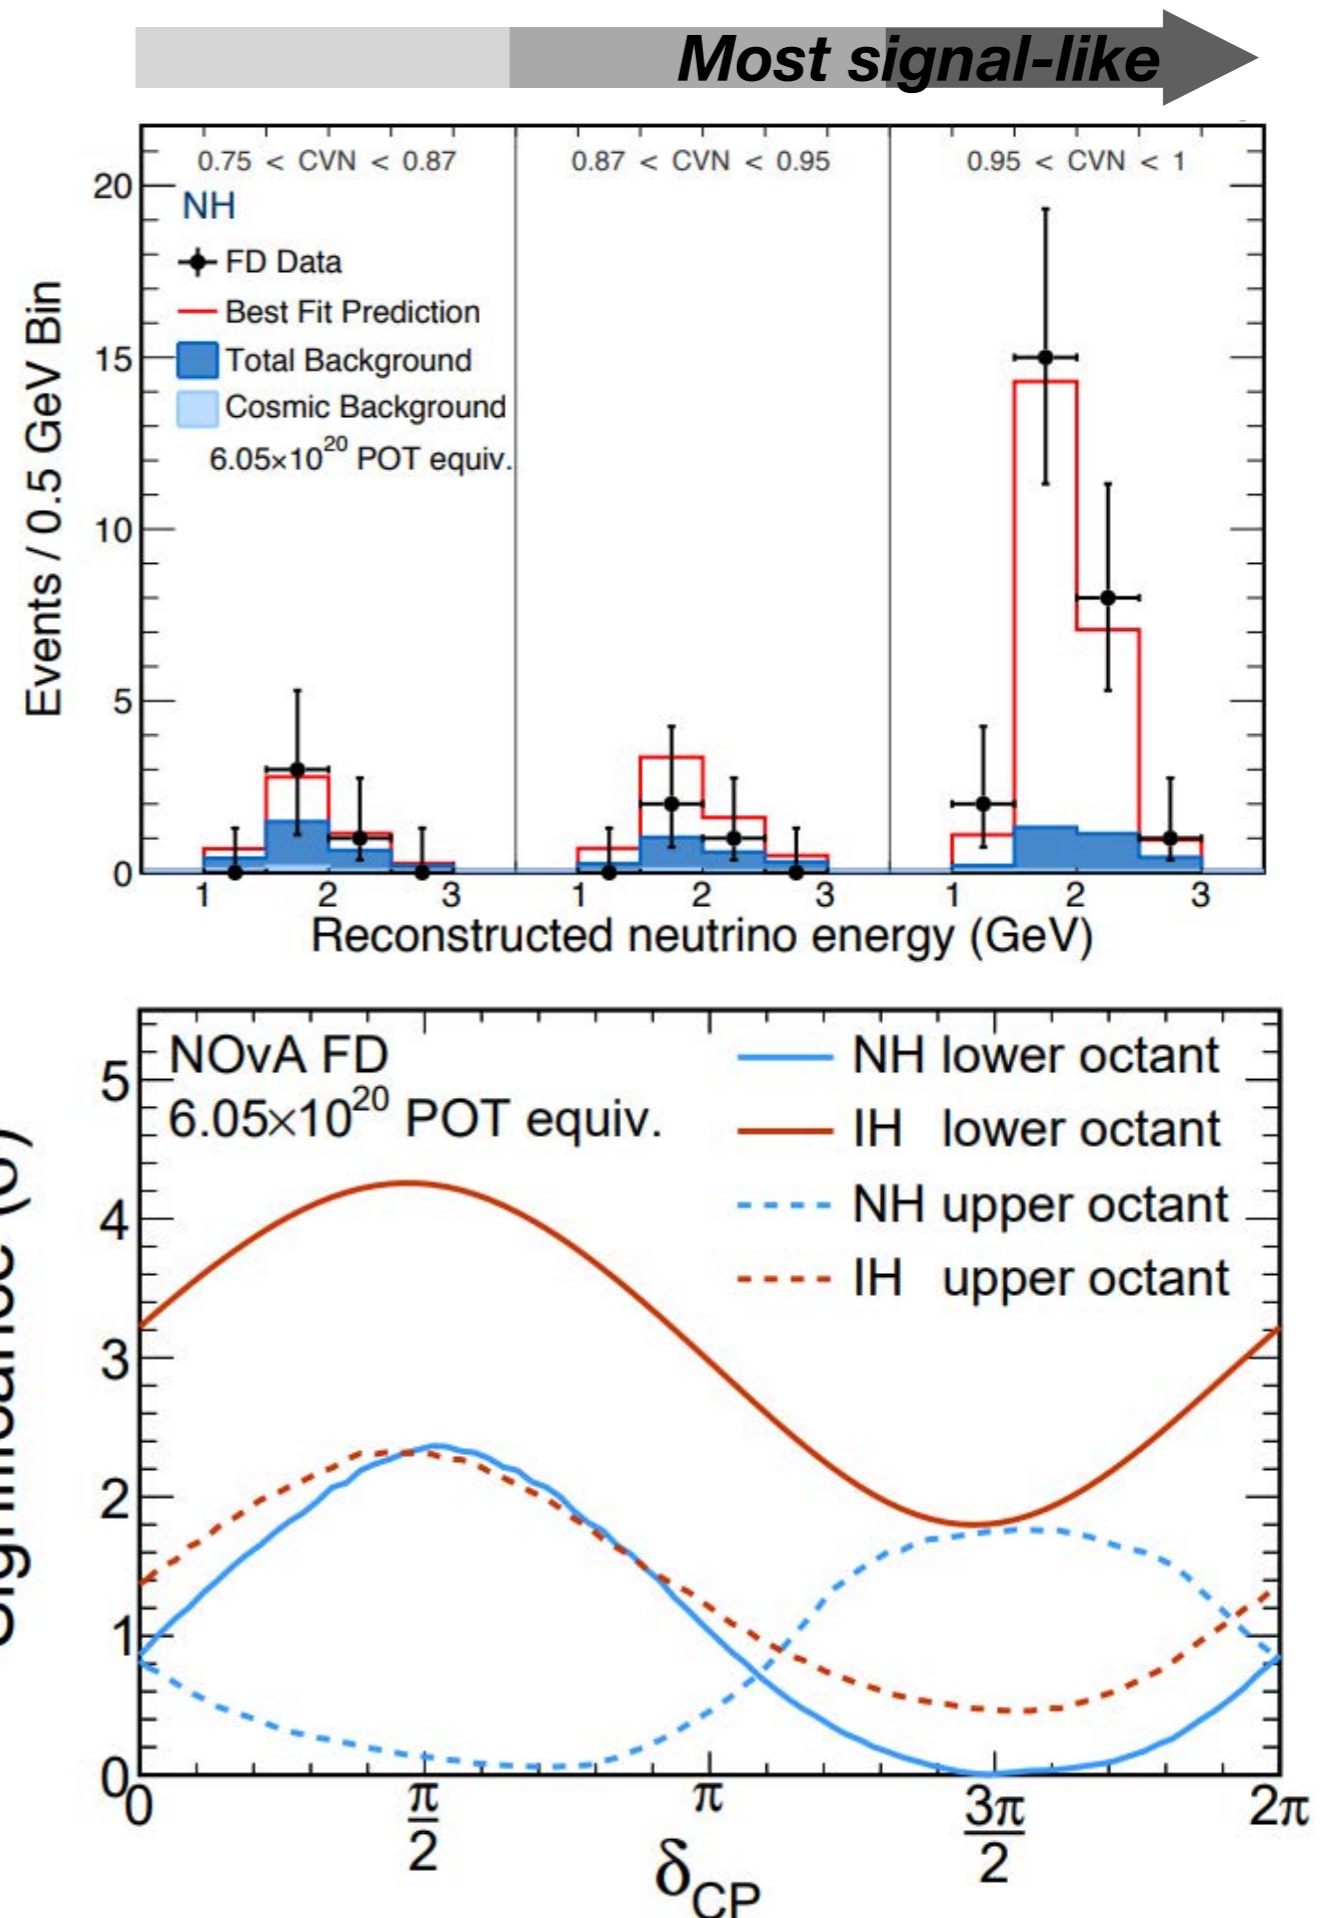 Most signal-like
0.75 < CVN < 0.87
0.87 < CVN < 0.95
0.95 < CVN < 1
NH
FD Data
Best Fit Prediction
Total Background
Cosmic Background
6.05×10²⁰ POT equiv.
Events / 0.5 GeV Bin
20
15
10
5
0
1 2 3 1 2 3 1 2 3
Reconstructed neutrino energy (GeV)
NOvA FD
6.05×10²⁰ POT equiv.
NH lower octant
IH lower octant
NH upper octant
IH upper octant
5
4
3
2
1
0
0 π/2 π 3π/2 2π
δCP